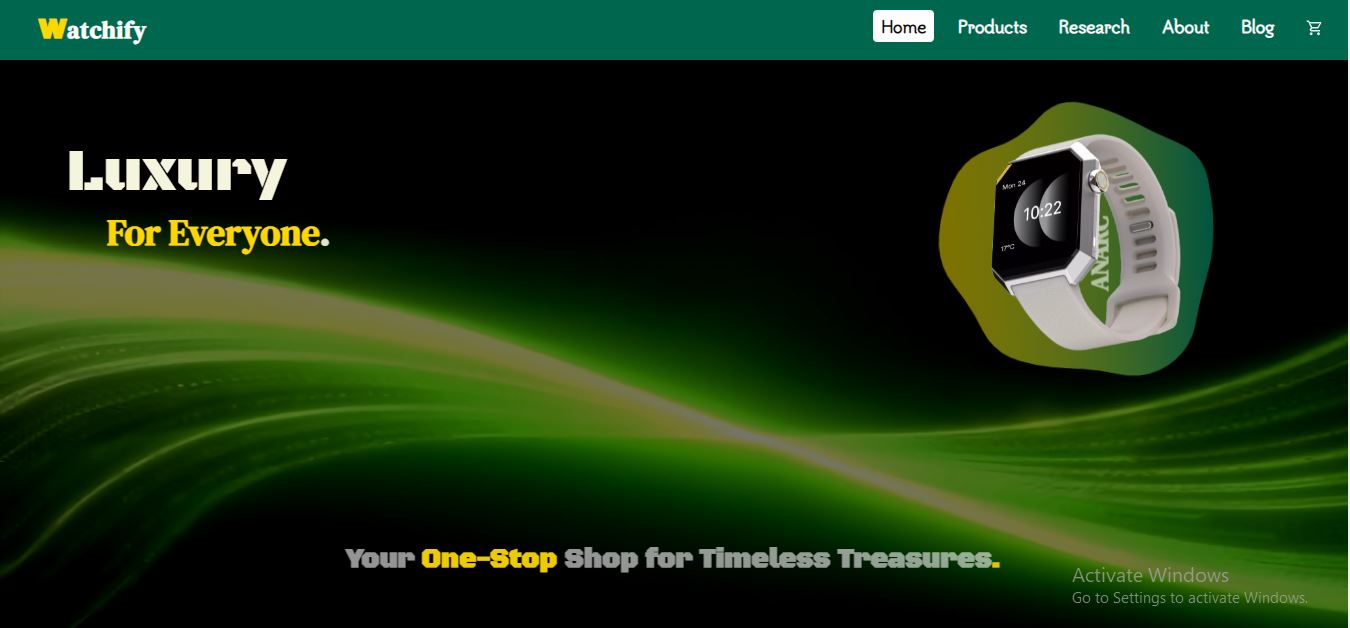 Watchify
Home Products Research About Blog
Luxury
For Everyone.
Mon 24
10:22
17°C
ANARC
Your One-Stop Shop for Timeless Treasures.
Activate Windows
Go to Settings to activate Windows.